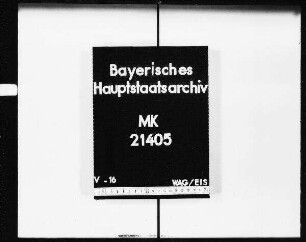 Bayerisches
Hauptstaatsarchiv
MK
21405
V - 16 WAG/EIS